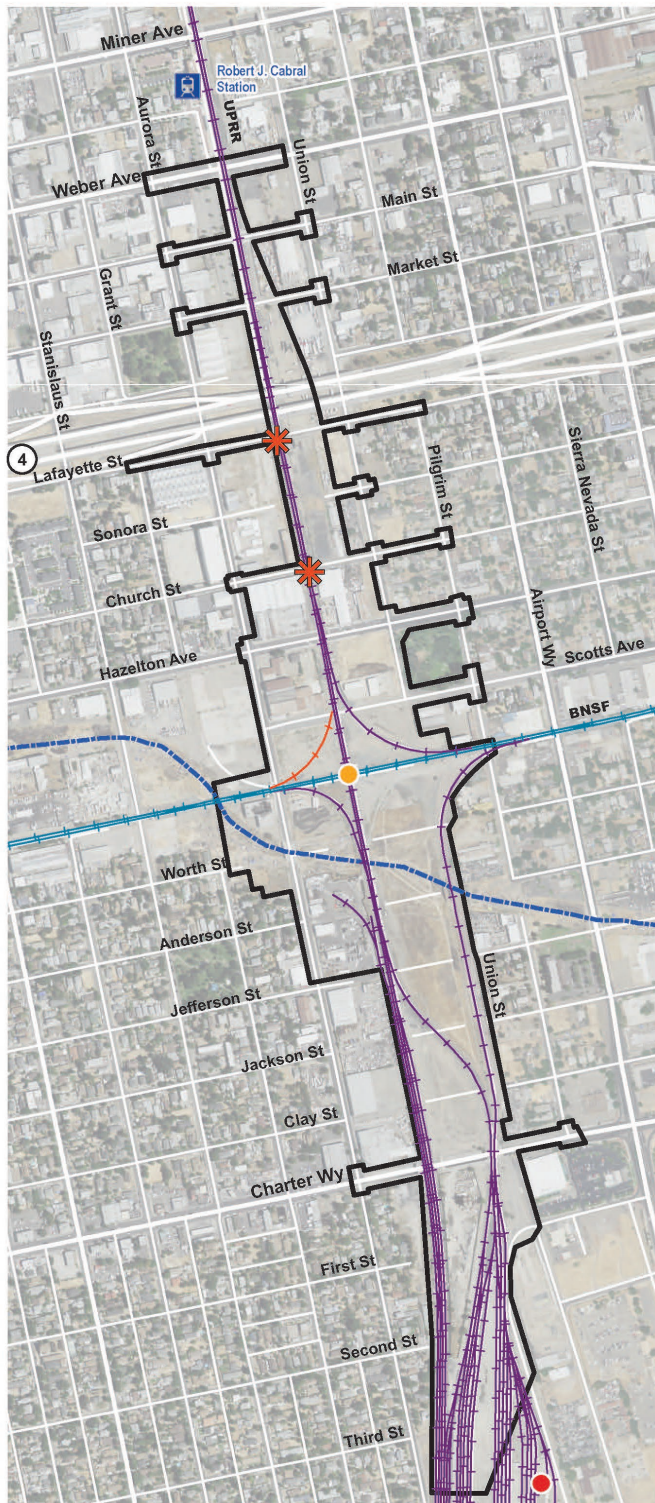 Miner Ave
Robert J. Cabral
Station
Aurora St
UPRR
Union St
Weber Ave
Main St
Market St
Grant St
Stanislaus St
4
Lafayette St
Pilgrim St
Sierra Nevada St
Sonora St
Church St
Airport Wy
Hazelton Ave
Scotts Ave
BNSF
Worth St
Anderson St
Union St
Jefferson St
Jackson St
Clay St
Charter Wy
First St
Second St
Third St